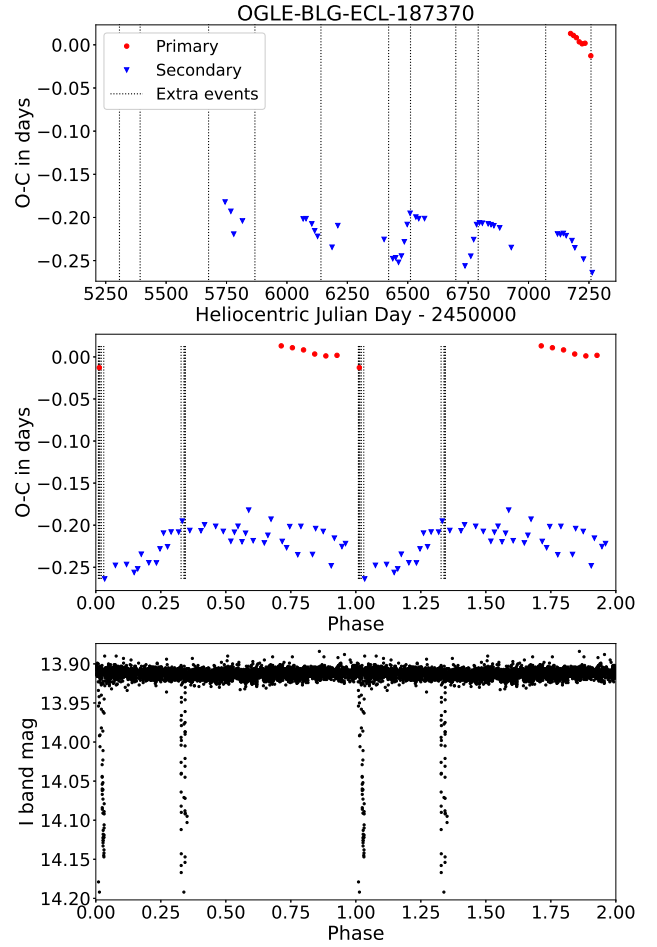 OGLE-BLG-ECL-187370
O-C in days
0.00
−0.05
−0.10
−0.15
−0.20
−0.25
Primary
Secondary
Extra events
5250 5500 5750 6000 6250 6500 6750 7000 7250
Heliocentric Julian Day - 2450000
O-C in days
0.00
−0.05
−0.10
−0.15
−0.20
−0.25
0.00 0.25 0.50 0.75 1.00 1.25 1.50 1.75 2.00
Phase
I band mag
13.90
13.95
14.00
14.05
14.10
14.15
14.20
0.00 0.25 0.50 0.75 1.00 1.25 1.50 1.75 2.00
Phase